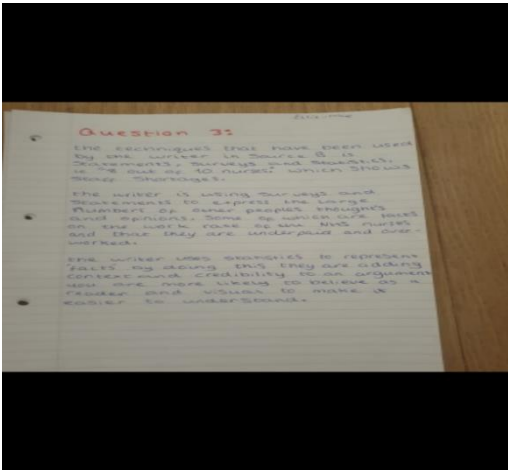 Question 3:
the techniques that have been used
by the writer in Source B is
Statements, surveys and statistics,
ie "8 out of 10 nurses" which shows
Staff Shortages.
the writer is using surveys and
Statements to express the large
numbers of other peoples thoughts
and opinions. Some of which are facts
on the work rate of the NHS nurses
and that they are underpaid and over-
worked.
the writer uses statistics to represent
'facts' by doing this they are adding
context and credibility to an argument
you are more likely to believe as a
reader and visual to make it
easier to understand.